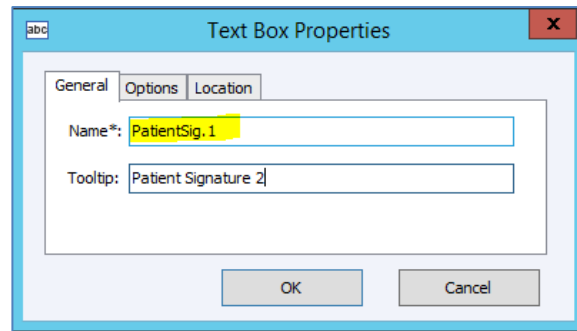 abc Text Box Properties x
General Options Location
Name*: PatientSig.1
Tooltip: Patient Signature 2
OK Cancel